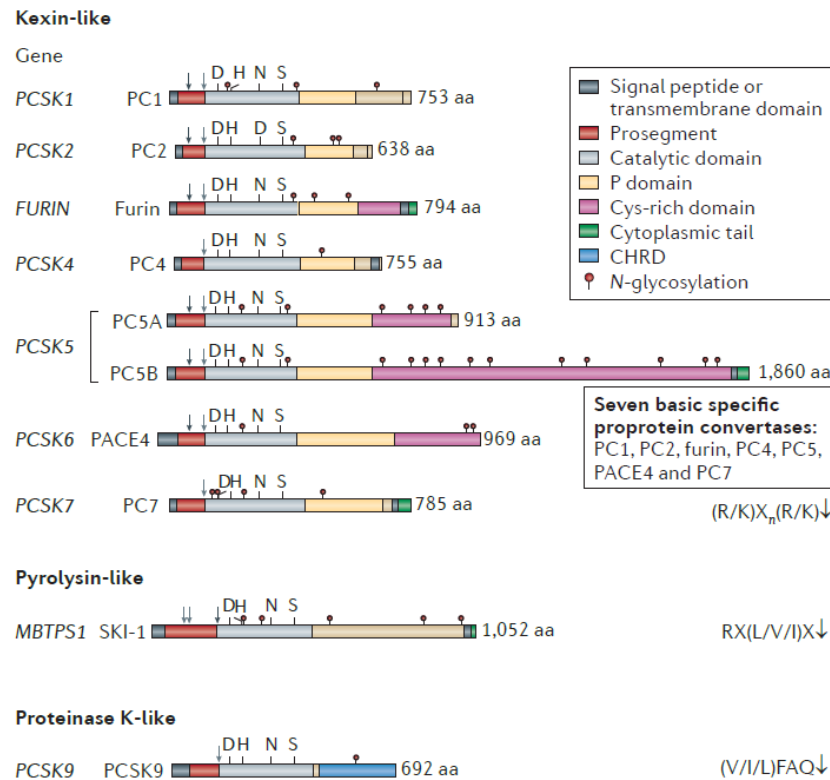 Kexin-like
Gene
PCSK1 PC1 D H N S 753 aa
PCSK2 PC2 D H D S 638 aa
FURIN Furin D H N S 794 aa
PCSK4 PC4 D H N S 755 aa
PCSK5
PC5A D H N S 913 aa
PC5B D H N S 1,860 aa
PCSK6 PACE4 D H N S 969 aa
PCSK7 PC7 D H N S 785 aa
Signal peptide or
transmembrane domain
Prosegment
Catalytic domain
P domain
Cys-rich domain
Cytoplasmic tail
CHRD
N-glycosylation
Seven basic specific
proprotein convertases:
PC1, PC2, furin, PC4, PC5,
PACE4 and PC7
(R/K)Xn(R/K)↓
Pyrolysin-like
MBTPS1 SKI-1 D H N S 1,052 aa RX(L/V/I)X↓
Proteinase K-like
PCSK9 PCSK9 D H N S 692 aa (V/I/L)FAQ↓